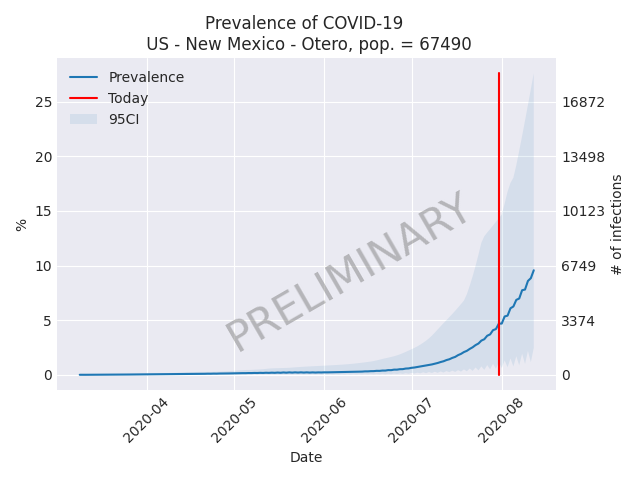 Prevalence of COVID-19
US - New Mexico - Otero, pop. = 67490
Prevalence
Today
95CI
25
20
15
10
5
0
%
16872
13498
10123
6749
3374
0
# of infections
PRELIMINARY
2020-04
2020-05
2020-06
2020-07
2020-08
Date